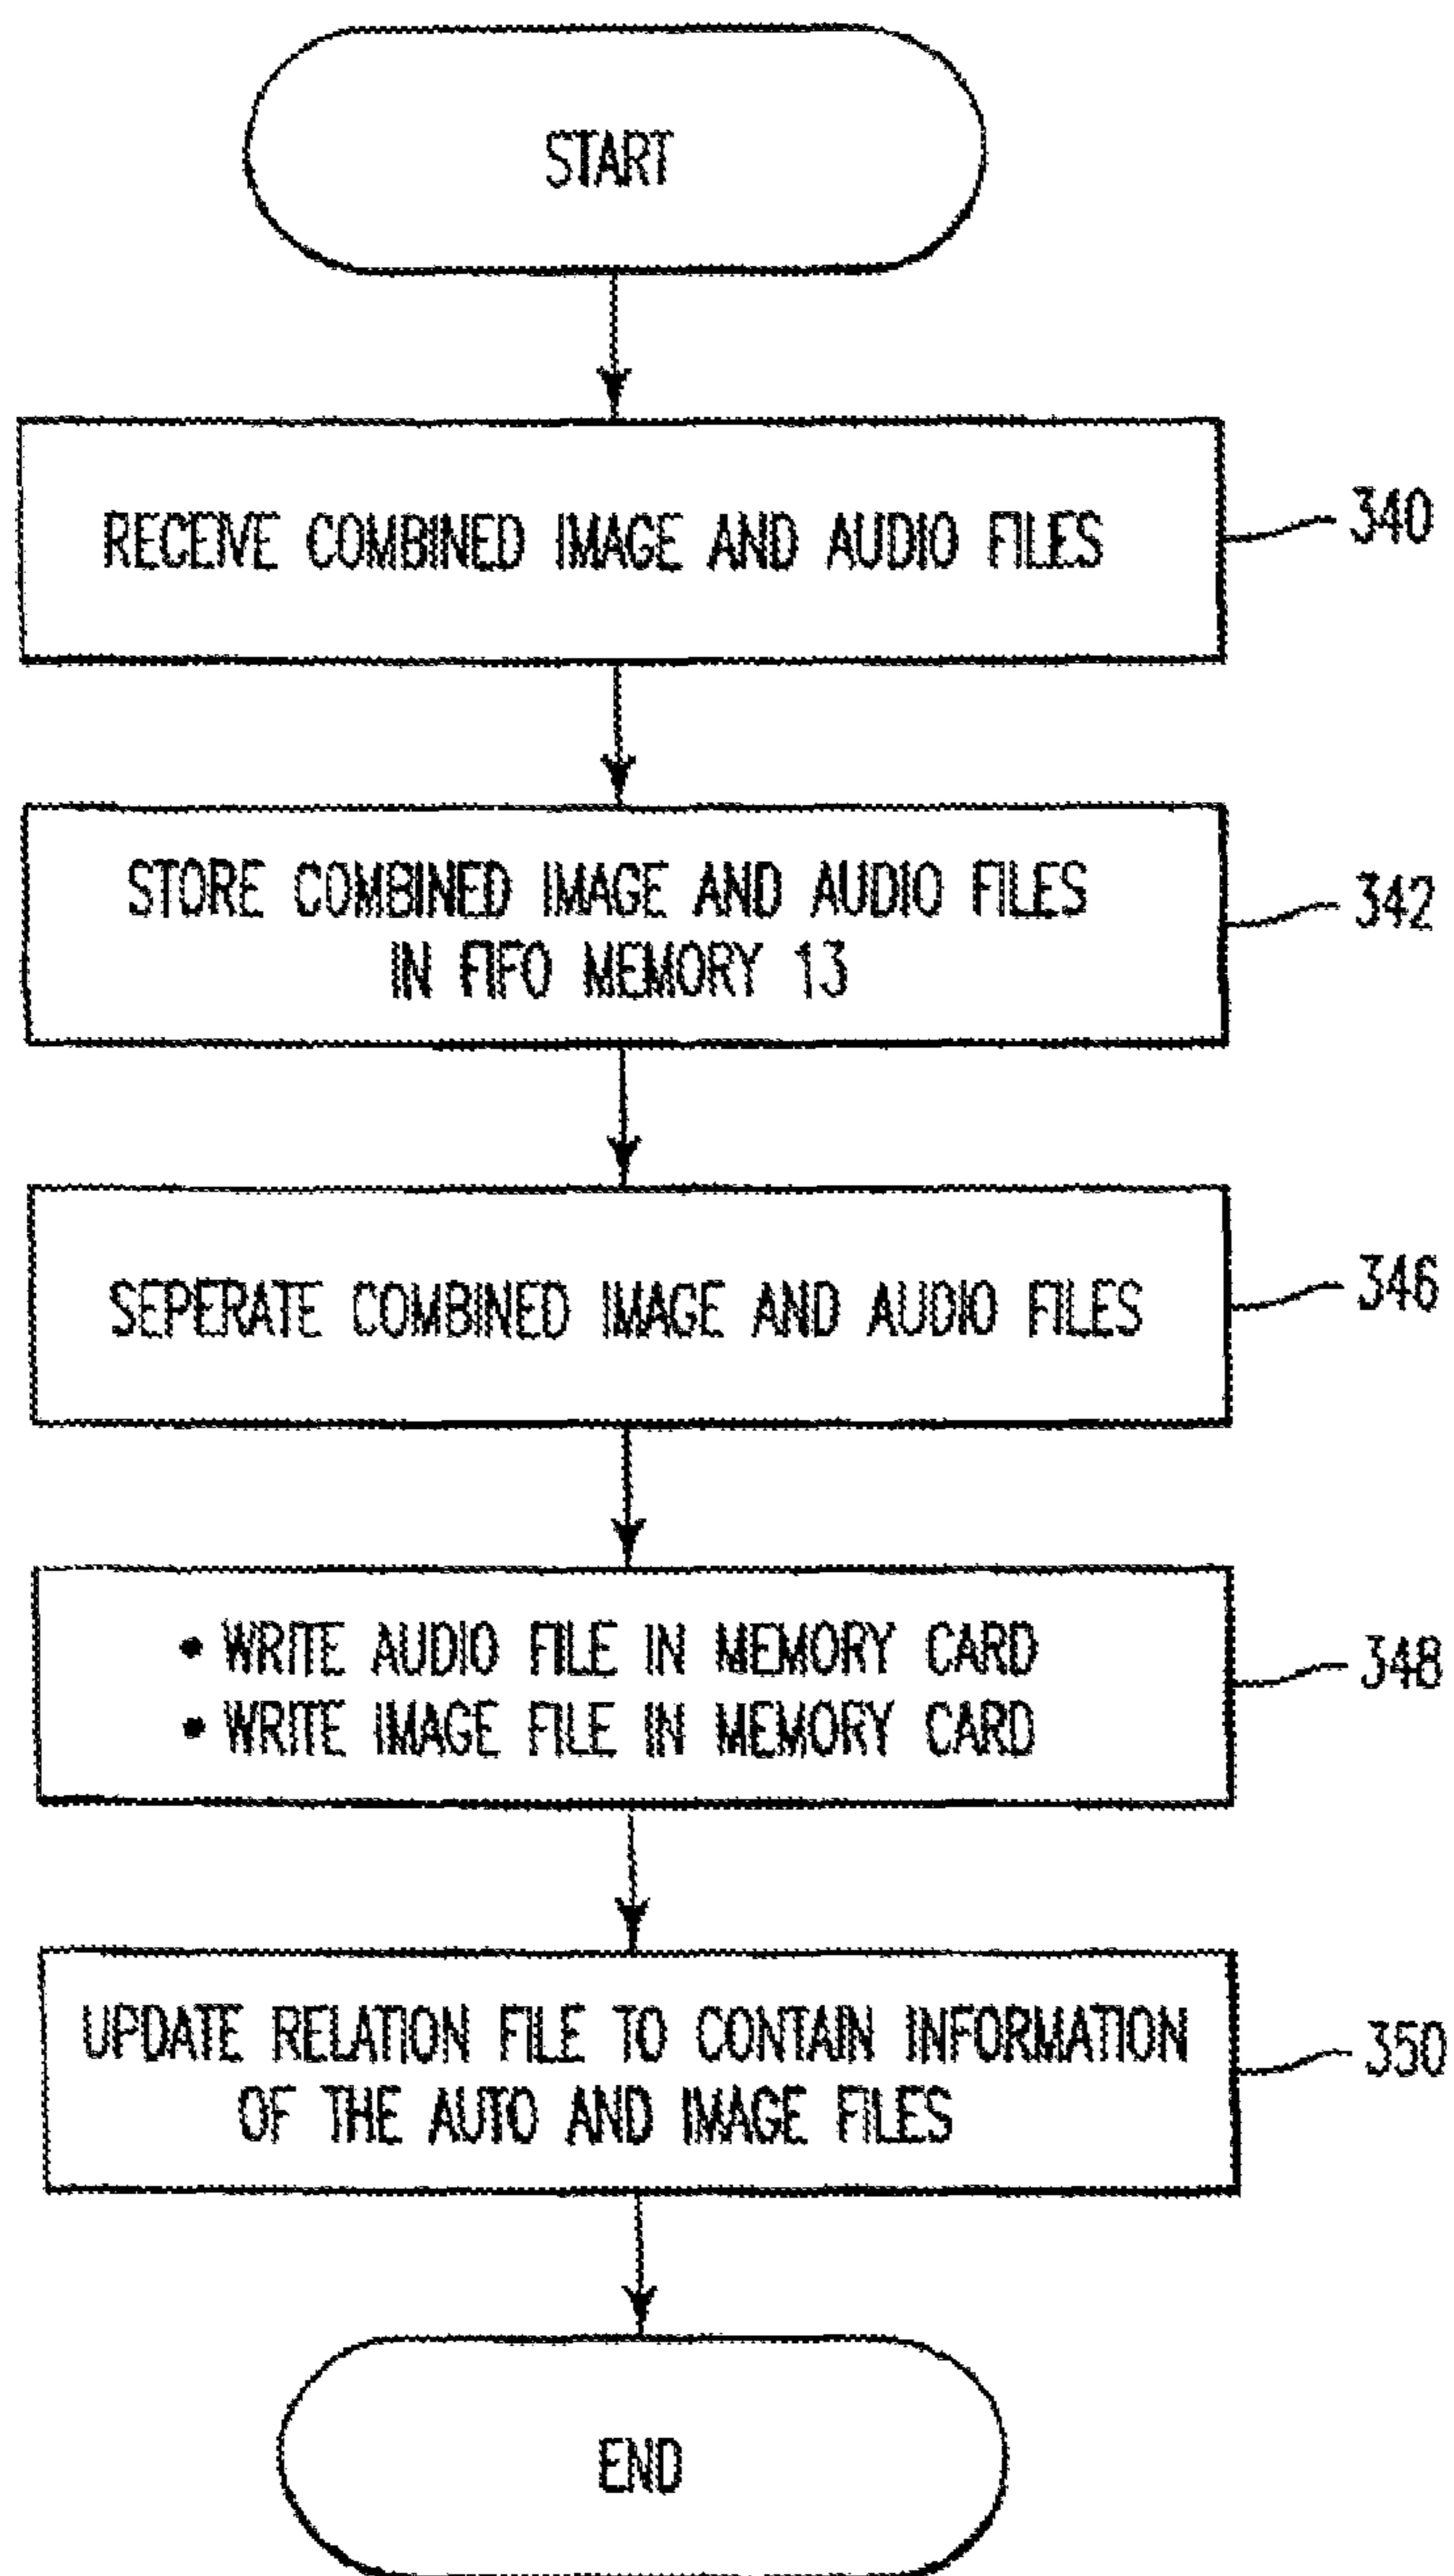 START
RECEIVE COMBINED IMAGE AND AUDIO FILES
340
STORE COMBINED IMAGE AND AUDIO FILES
IN FIFO MEMORY 13
342
SEPERATE COMBINED IMAGE AND AUDIO FILES
346
• WRITE AUDIO FILE IN MEMORY CARD
• WRITE IMAGE FILE IN MEMORY CARD
348
UPDATE RELATION FILE TO CONTAIN INFORMATION
OF THE AUTO AND IMAGE FILES
350
END